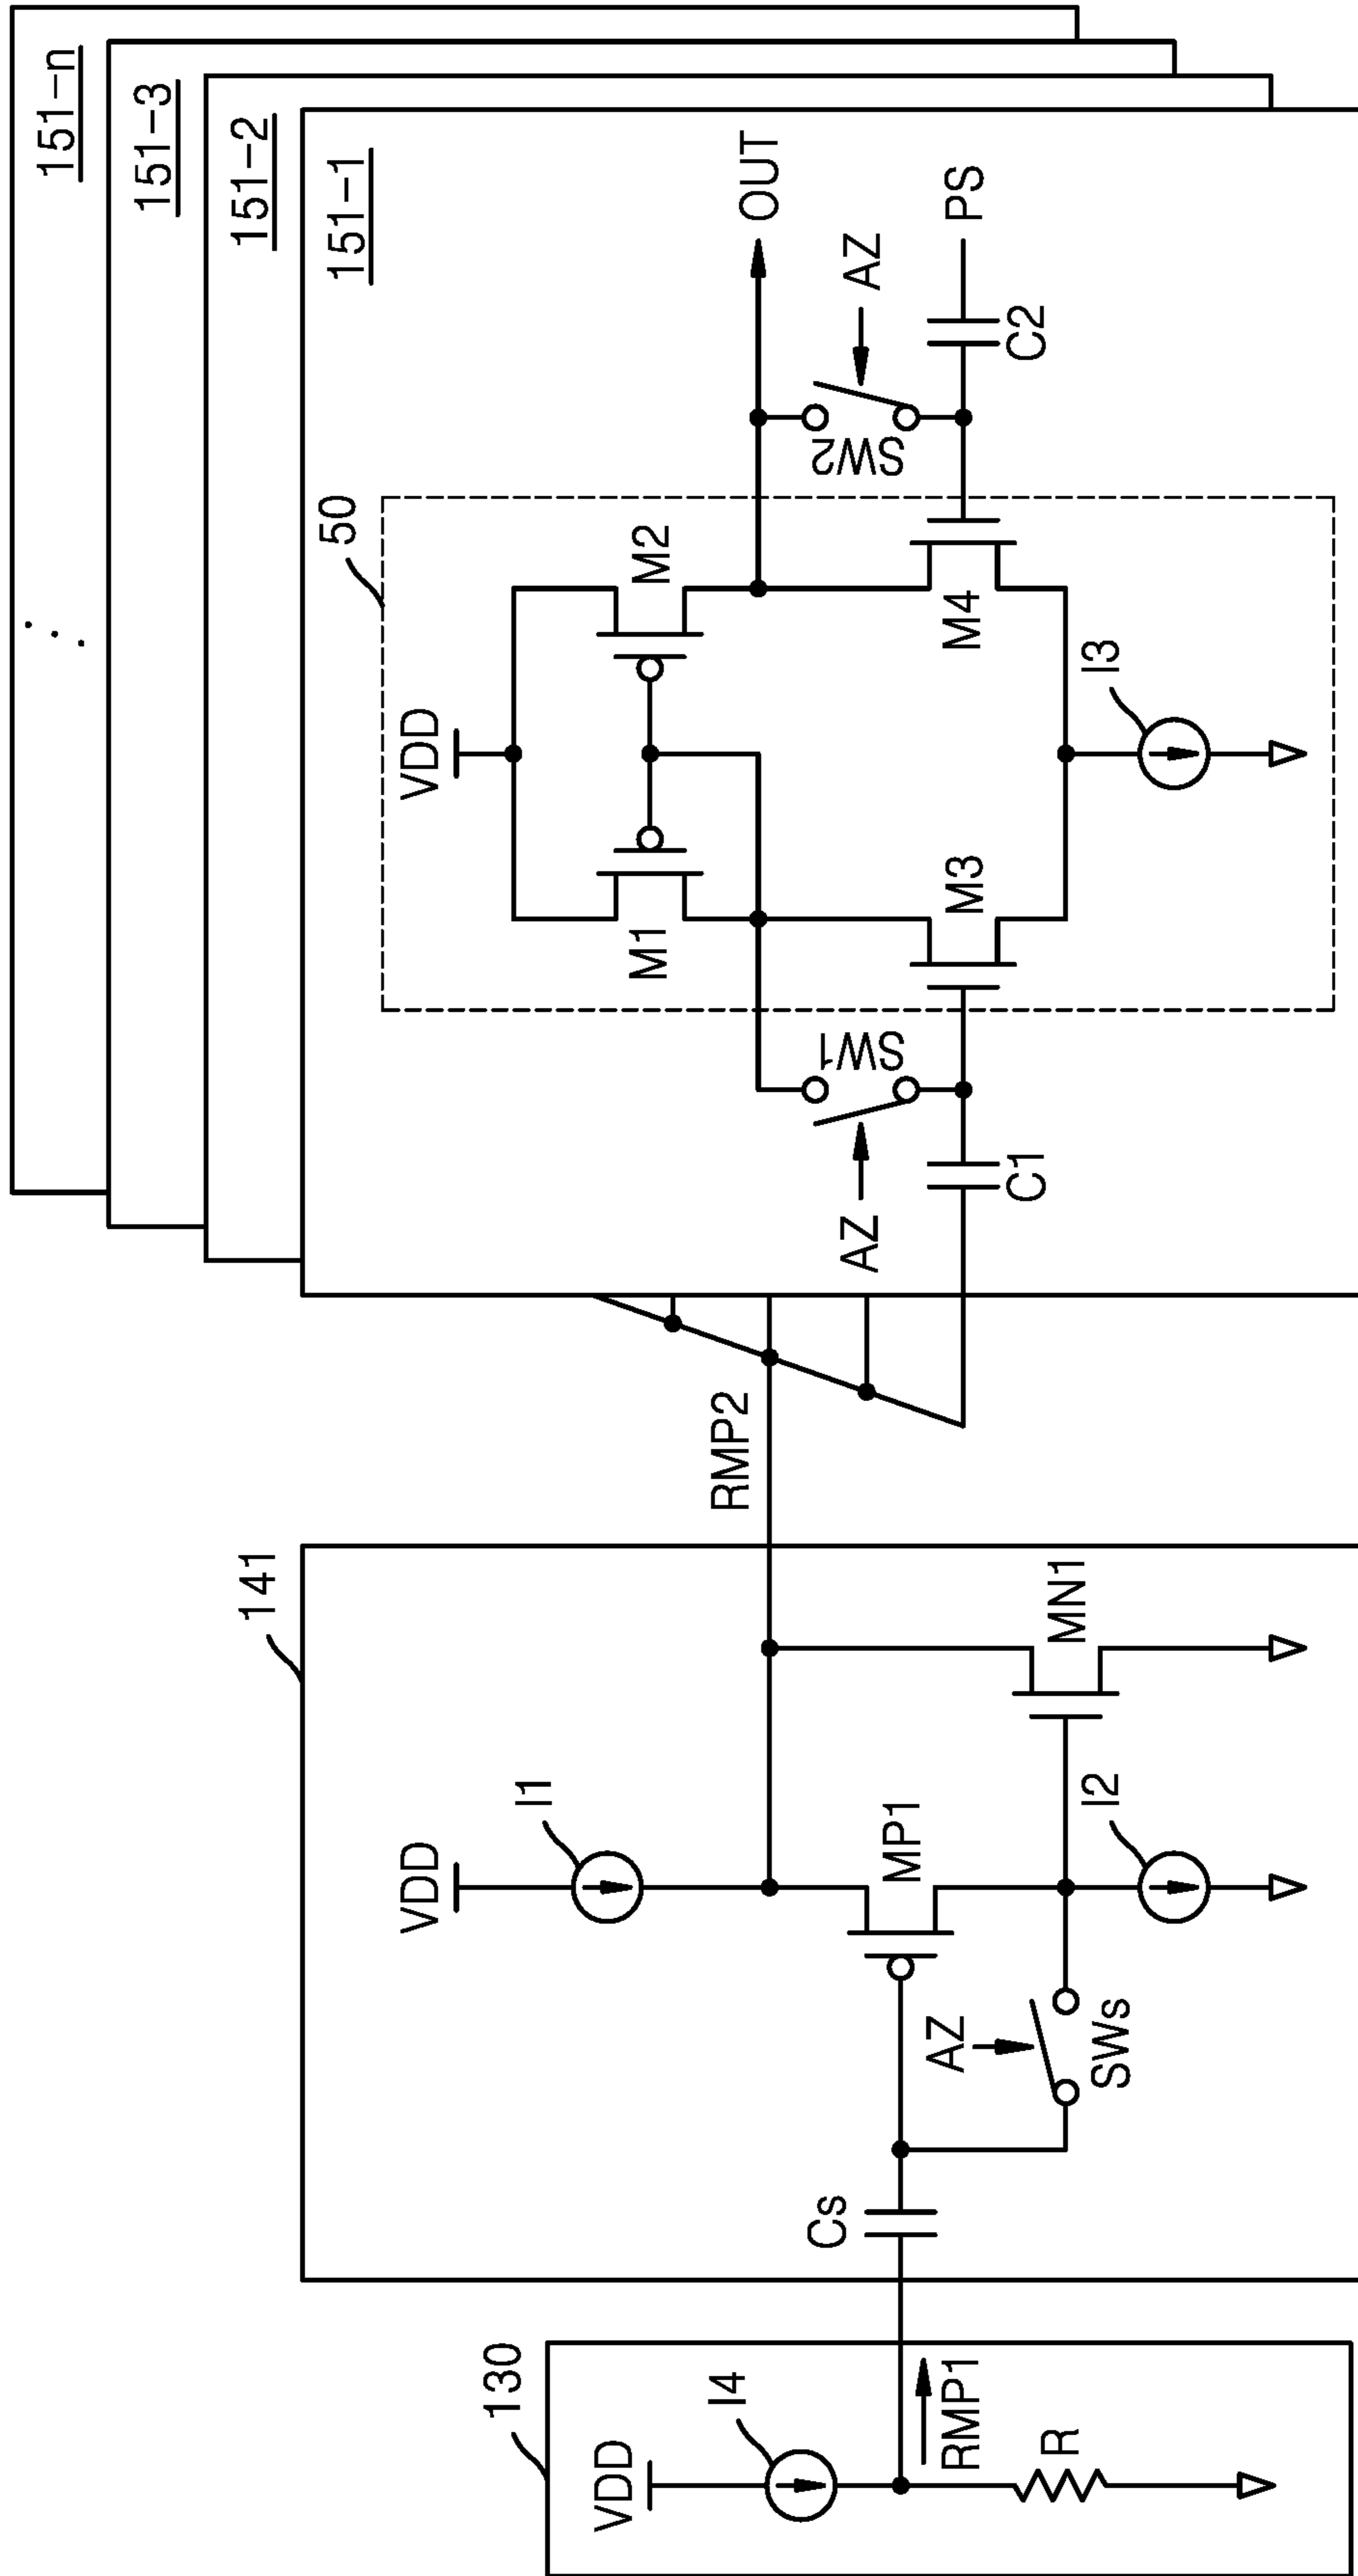 130
VDD
I4
RMP1
R
141
VDD
I1
Cs
MP1
AZ
SWs
I2
MN1
RMP2
151-n
151-3
151-2
151-1
50
VDD
M1
M2
SW1
AZ
C1
M3
M4
I3
OUT
SW2
AZ
C2
PS